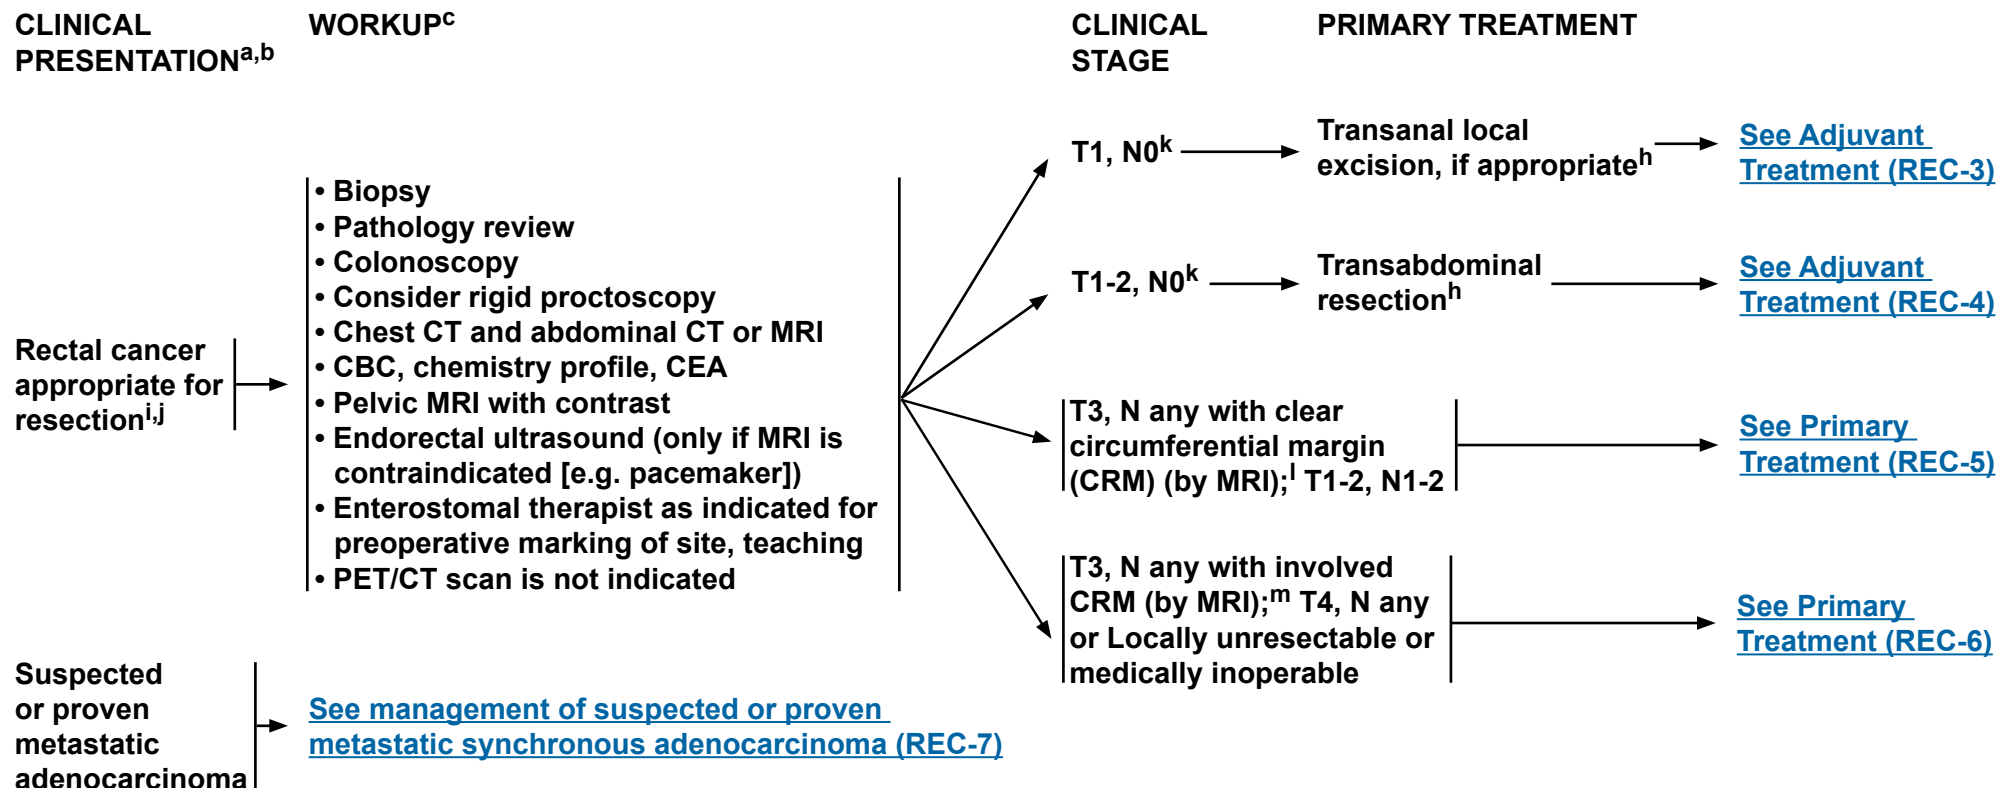 CLINICAL
PRESENTATIONa,b
WORKUPc
CLINICAL
STAGE
PRIMARY TREATMENT
Rectal cancer
appropriate for
resectioni,j
• Biopsy
• Pathology review
• Colonoscopy
• Consider rigid proctoscopy
• Chest CT and abdominal CT or MRI
• CBC, chemistry profile, CEA
• Pelvic MRI with contrast
• Endorectal ultrasound (only if MRI is
contraindicated [e.g. pacemaker])
• Enterostomal therapist as indicated for
preoperative marking of site, teaching
• PET/CT scan is not indicated
T1, N0k
Transanal local
excision, if appropriateh
See Adjuvant
Treatment (REC-3)
T1-2, N0k
Transabdominal
resectionh
See Adjuvant
Treatment (REC-4)
T3, N any with clear
circumferential margin
(CRM) (by MRI);l T1-2, N1-2
See Primary
Treatment (REC-5)
T3, N any with involved
CRM (by MRI);m T4, N any
or Locally unresectable or
medically inoperable
See Primary
Treatment (REC-6)
Suspected
or proven
metastatic
adenocarcinoma
See management of suspected or proven
metastatic synchronous adenocarcinoma (REC-7)